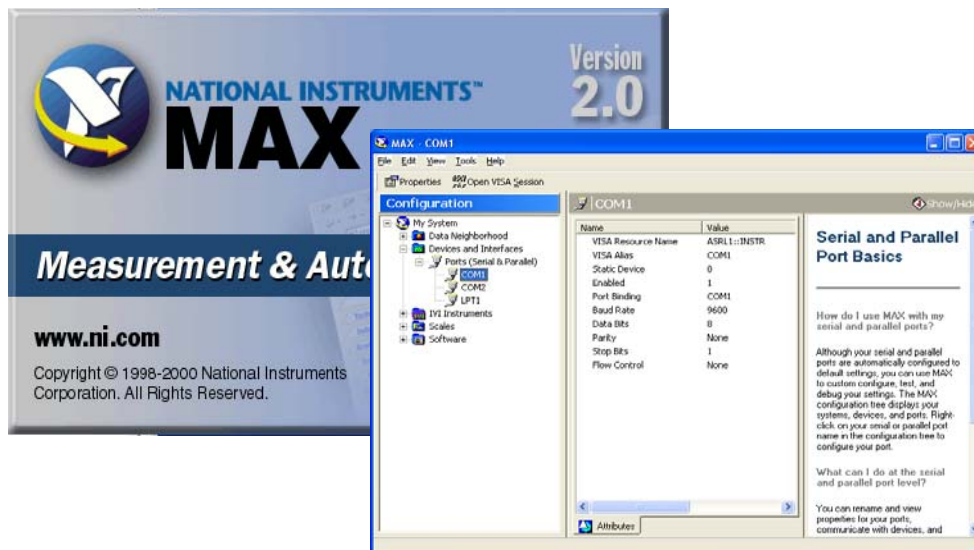 NATIONAL INSTRUMENTS™
MAX
Version
2.0
Measurement & Aut
www.ni.com
Copyright © 1998-2000 National Instruments
Corporation. All Rights Reserved.
MAX - COM1
File Edit View Tools Help
Properties Open VISA Session
Configuration
My System
Data Neighborhood
Devices and Interfaces
Ports (Serial & Parallel)
COM1
COM2
LPT1
IVI Instruments
Scales
Software
COM1
Show/Hide
Name Value
VISA Resource Name ASRL1::INSTR
VISA Alias COM1
Static Device 0
Enabled 1
Port Binding COM1
Baud Rate 9600
Data Bits 8
Parity None
Stop Bits 1
Flow Control None
Attributes
Serial and Parallel
Port Basics
How do I use MAX with my
serial and parallel ports?
Although your serial and parallel
ports are automatically configured to
default settings, you can use MAX
to custom configure, test, and
debug your settings. The MAX
configuration tree displays your
systems, devices, and ports. Right-
click on your serial or parallel port
name in the configuration tree to
configure your port.
What can I do at the serial
and parallel port level?
You can rename and view
properties for your ports,
communicate with devices, and